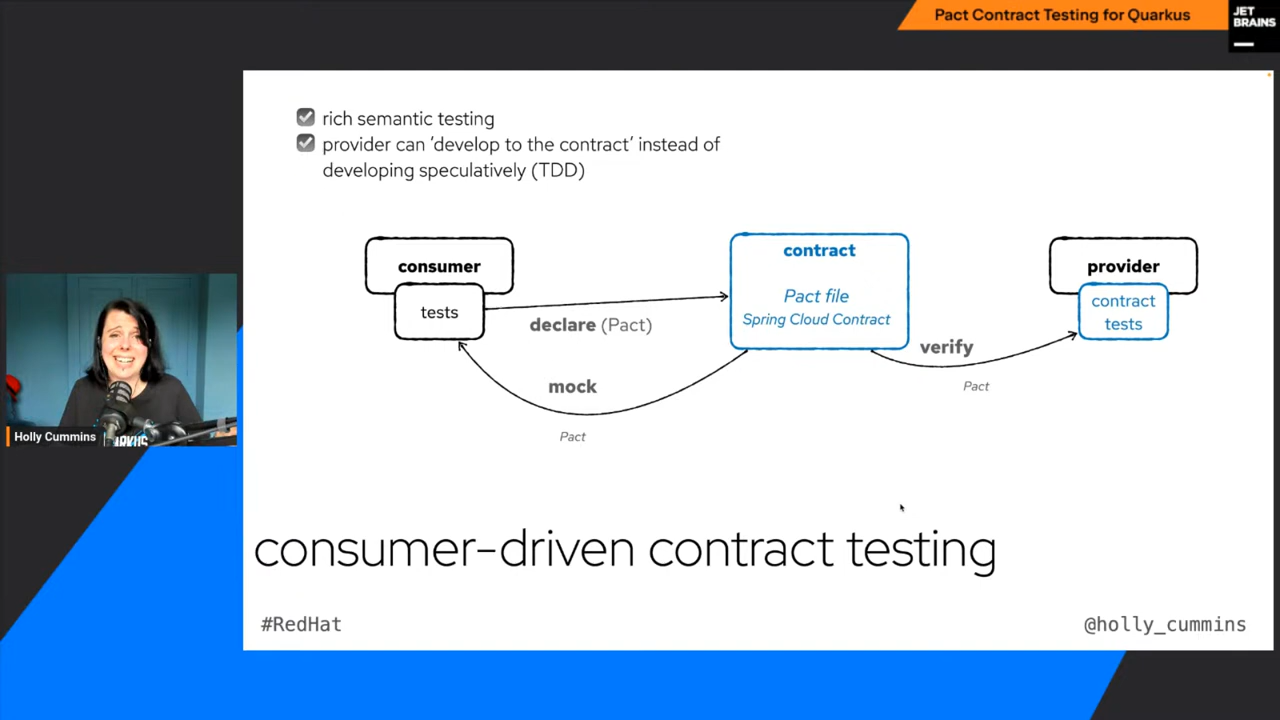 Pact Contract Testing for Quarkus
JET
BRAINS
rich semantic testing
provider can ‘develop to the contract’ instead of
developing speculatively (TDD)
consumer
tests
declare (Pact)
mock
Pact
contract
Pact file
Spring Cloud Contract
verify
Pact
provider
contract
tests
Holly Cummins
consumer-driven contract testing
#RedHat
@holly_cummins